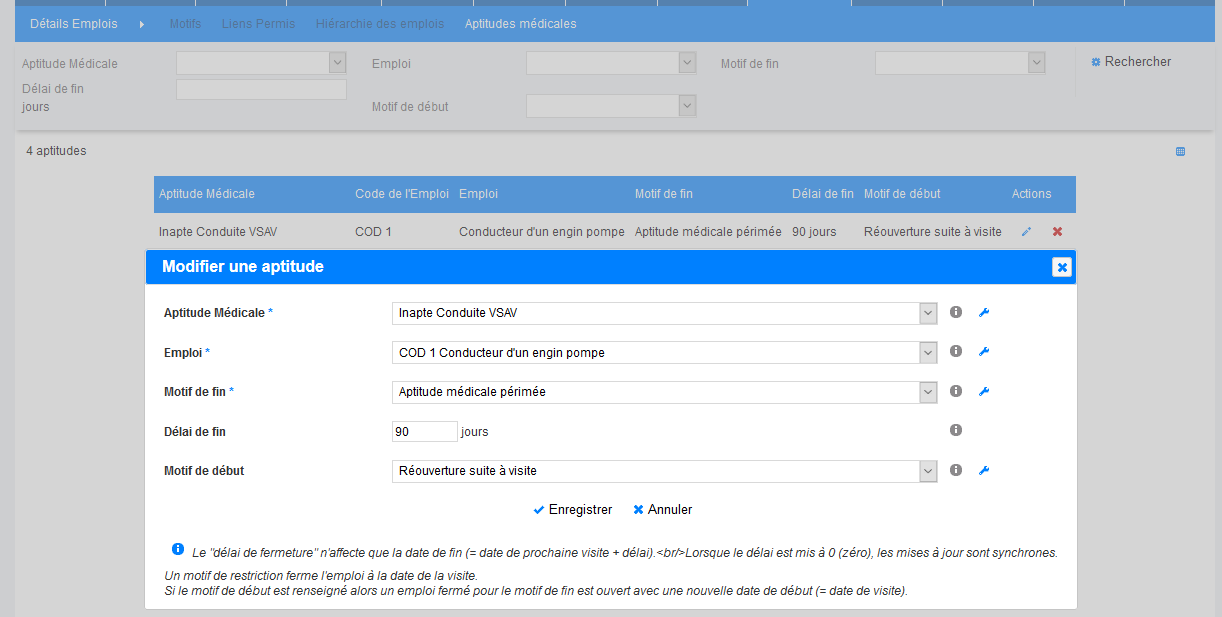 Détails Emplois Motifs Liens Permis Hiérarchie des emplois Aptitudes médicales
Aptitude Médicale Emploi Motif de fin Rechercher
Délai de fin
jours Motif de début
4 aptitudes
Aptitude Médicale Code de l'Emploi Emploi Motif de fin Délai de fin Motif de début Actions
Inapte Conduite VSAV COD 1 Conducteur d'un engin pompe Aptitude médicale périmée 90 jours Réouverture suite à visite
Modifier une aptitude
Aptitude Médicale * Inapte Conduite VSAV
Emploi * COD 1 Conducteur d'un engin pompe
Motif de fin * Aptitude médicale périmée
Délai de fin 90 jours
Motif de début Réouverture suite à visite
Enregistrer Annuler
Le "délai de fermeture" n'affecte que la date de fin (= date de prochaine visite + délai).<br/>Lorsque le délai est mis à 0 (zéro), les mises à jour sont synchrones.
Un motif de restriction ferme l'emploi à la date de la visite.
Si le motif de début est renseigné alors un emploi fermé pour le motif de fin est ouvert avec une nouvelle date de début (= date de visite).